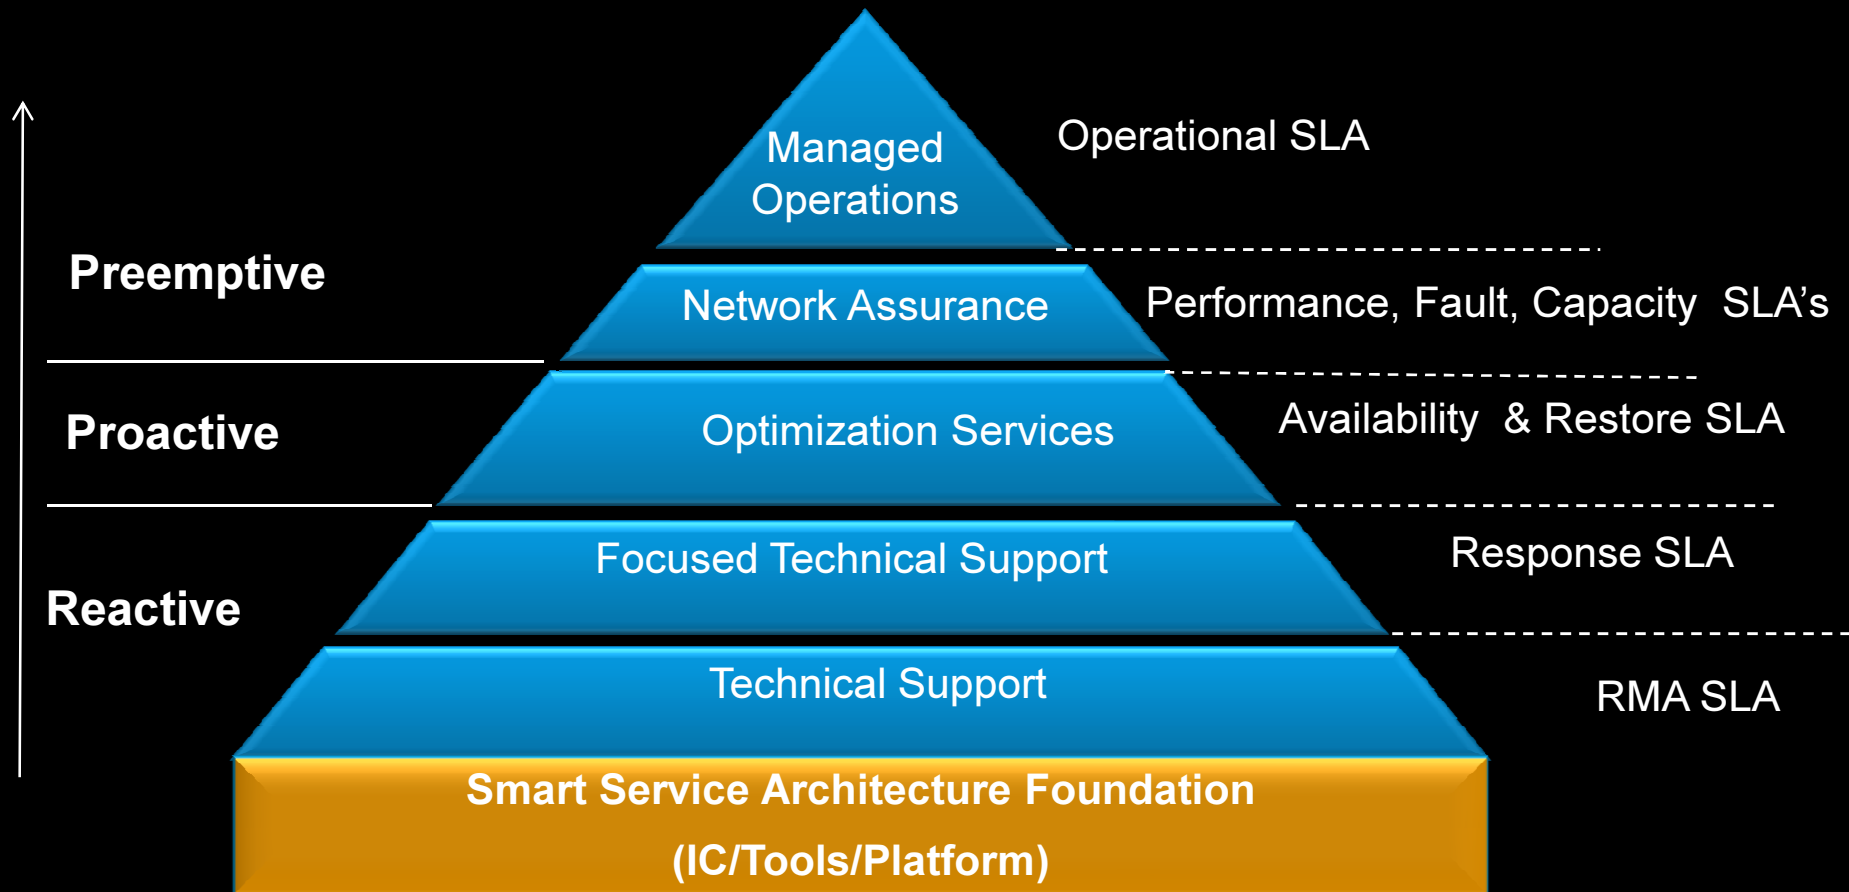 Managed
Operations
Operational SLA
Preemptive
Network Assurance
Performance, Fault, Capacity  SLA’s
Proactive
Optimization Services
Availability  & Restore SLA
Focused Technical Support
Response SLA
Reactive
Technical Support
RMA SLA
Smart Service Architecture Foundation
(IC/Tools/Platform)